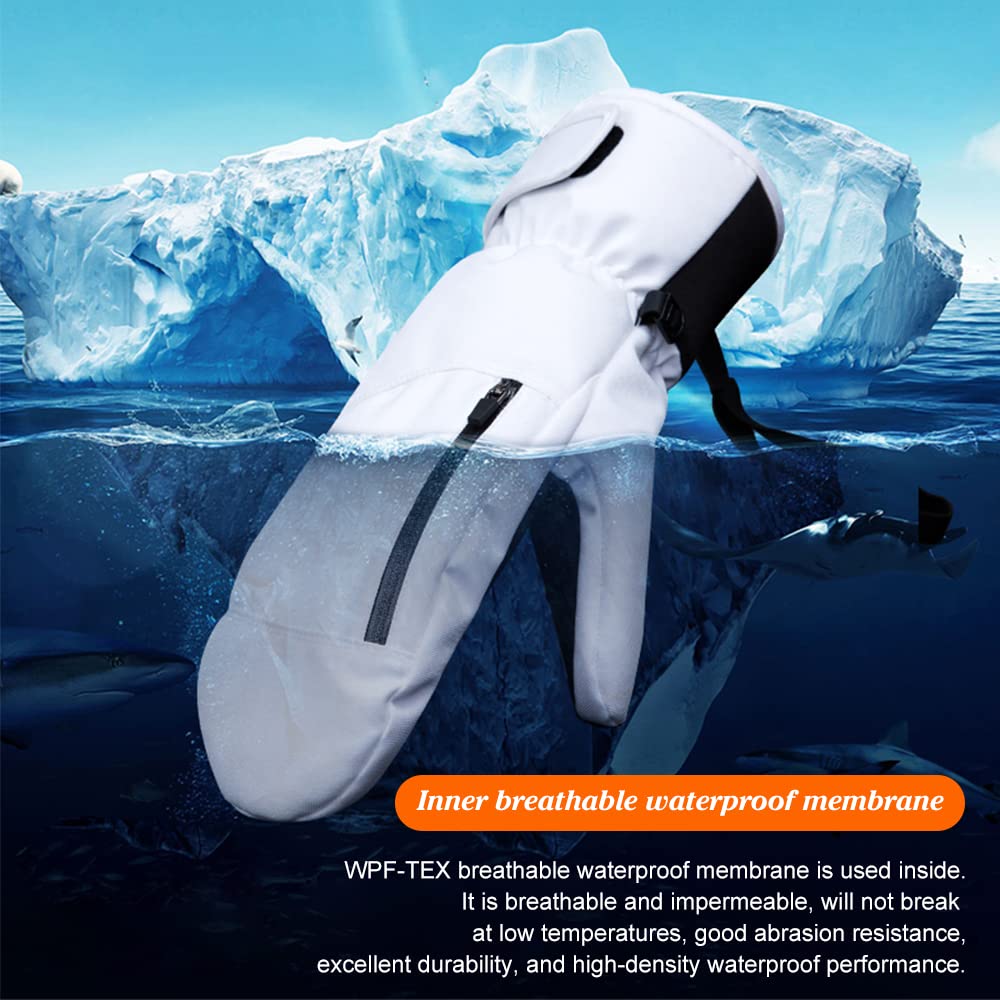 Inner breathable waterproof membrane
WPF-TEX breathable waterproof membrane is used inside.
It is breathable and impermeable, will not break
at low temperatures, good abrasion resistance,
excellent durability, and high-density waterproof performance.